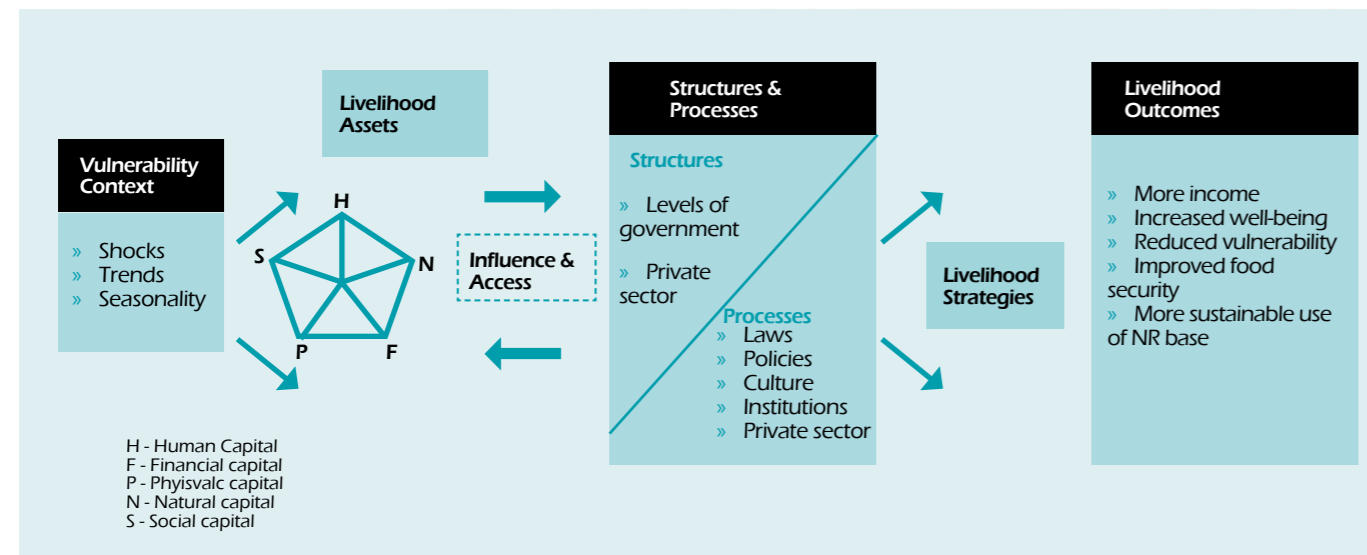 Vulnerability
Context
» Shocks
» Trends
» Seasonality
Livelihood
Assets
H
S
N
P
F
H - Human Capital
F - Financial capital
P - Phyisvalc capital
N - Natural capital
S - Social capital
Influence &
Access
Structures &
Processes
Structures
» Levels of
government
» Private
sector
Processes
» Laws
» Policies
» Culture
» Institutions
» Private sector
Livelihood
Strategies
Livelihood
Outcomes
» More income
» Increased well-being
» Reduced vulnerability
» Improved food
security
» More sustainable use
of NR base